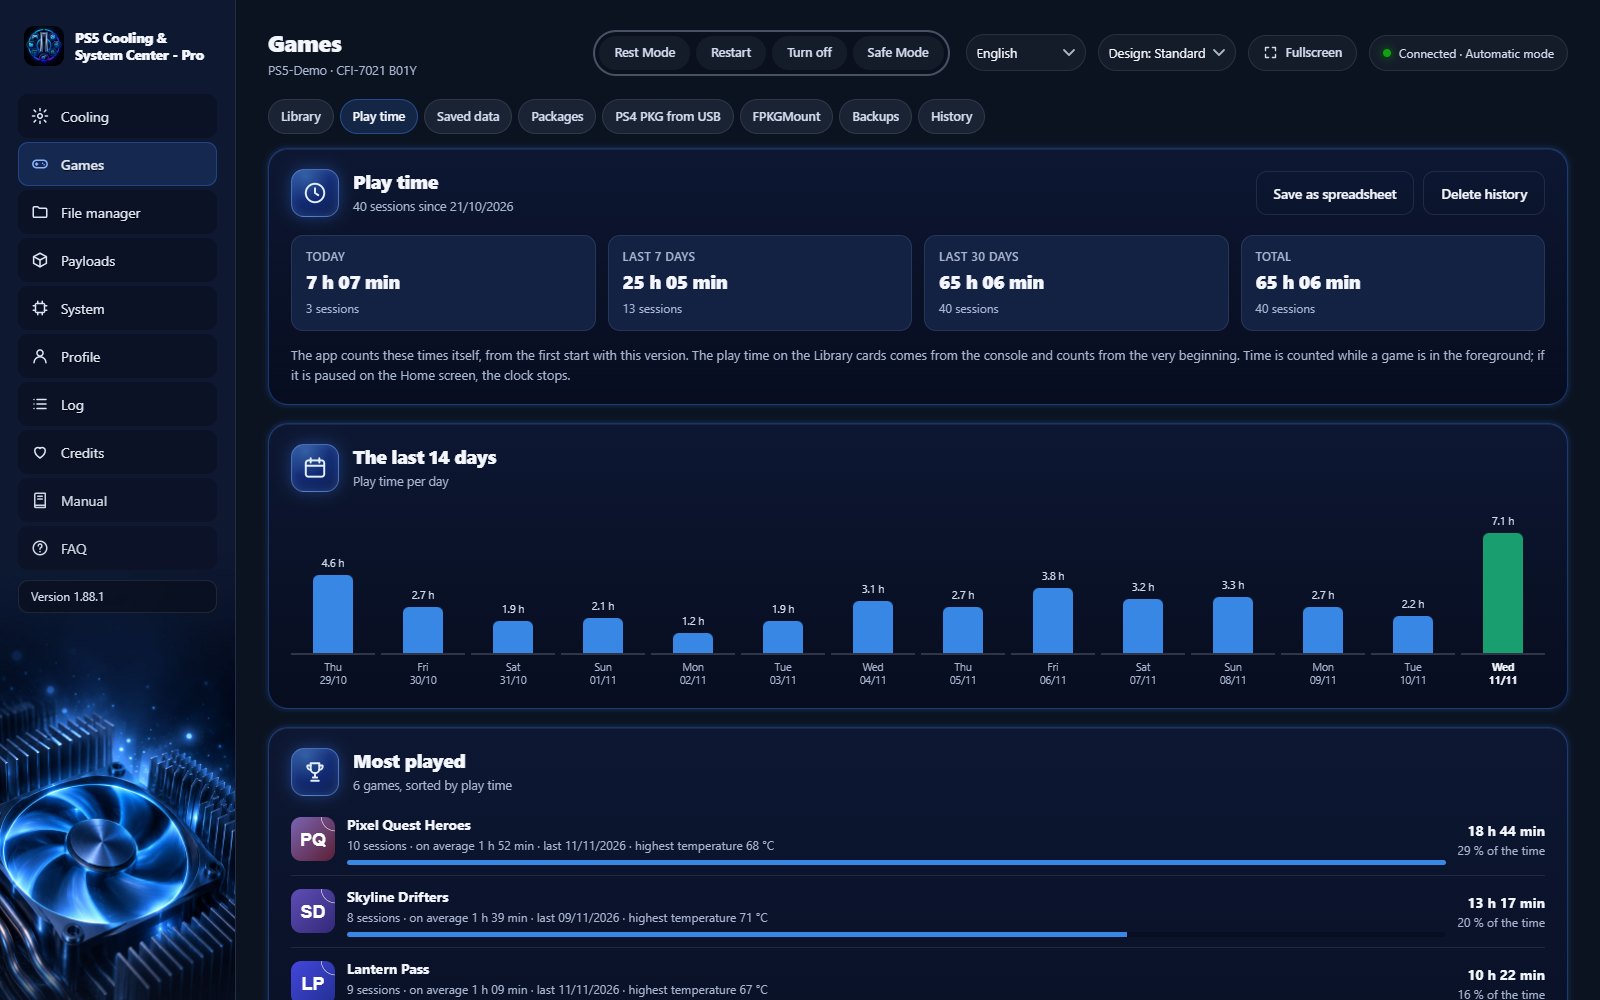 PS5 Cooling &
System Center - Pro
Cooling
Games
File manager
Payloads
System
Profile
Log
Credits
Manual
FAQ
Version 1.88.1
Games
PS5-Demo · CFI-7021 B01Y
Rest Mode
Restart
Turn off
Safe Mode
English
Design: Standard
Fullscreen
Connected · Automatic mode
Library
Play time
Saved data
Packages
PS4 PKG from USB
FPKGMount
Backups
History
Play time
40 sessions since 21/10/2026
Save as spreadsheet
Delete history
TODAY
7 h 07 min
3 sessions
LAST 7 DAYS
25 h 05 min
13 sessions
LAST 30 DAYS
65 h 06 min
40 sessions
TOTAL
65 h 06 min
40 sessions
The app counts these times itself, from the first start with this version. The play time on the Library cards comes from the console and counts from the very beginning. Time is counted while a game is in the foreground; if
it is paused on the Home screen, the clock stops.
The last 14 days
Play time per day
4.6 h
2.7 h
1.9 h
2.1 h
1.2 h
1.9 h
3.1 h
2.7 h
3.8 h
3.2 h
3.3 h
2.7 h
2.2 h
7.1 h
Thu
29/10
Fri
30/10
Sat
31/10
Sun
01/11
Mon
02/11
Tue
03/11
Wed
04/11
Thu
05/11
Fri
06/11
Sat
07/11
Sun
08/11
Mon
09/11
Tue
10/11
Wed
11/11
Most played
6 games, sorted by play time
PQ
Pixel Quest Heroes
10 sessions · on average 1 h 52 min · last 11/11/2026 · highest temperature 68 °C
18 h 44 min
29 % of the time
SD
Skyline Drifters
8 sessions · on average 1 h 39 min · last 09/11/2026 · highest temperature 71 °C
13 h 17 min
20 % of the time
LP
Lantern Pass
9 sessions · on average 1 h 09 min · last 11/11/2026 · highest temperature 67 °C
10 h 22 min
16 % of the time